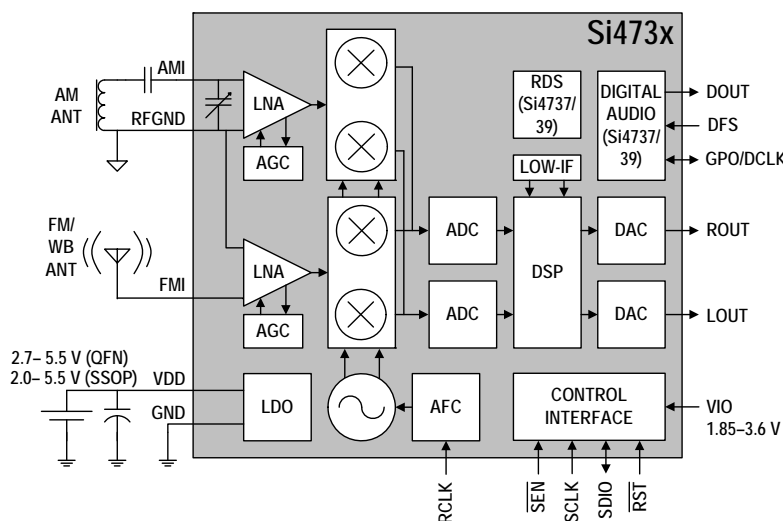 Si473x
AMI
AM
ANT
RFGND
LNA
AGC
RDS
(Si4737/
39)
DIGITAL
AUDIO
(Si4737/
39)
DOUT
DFS
GPO/DCLK
LOW-IF
FM/
WB
ANT
FMI
LNA
AGC
ADC
ADC
DSP
DAC
DAC
ROUT
LOUT
2.7– 5.5 V (QFN)
2.0– 5.5 V (SSOP)
VDD
GND
LDO
AFC
CONTROL
INTERFACE
VIO
1.85–3.6 V
RCLK
SEN
SCLK
SDIO
RST